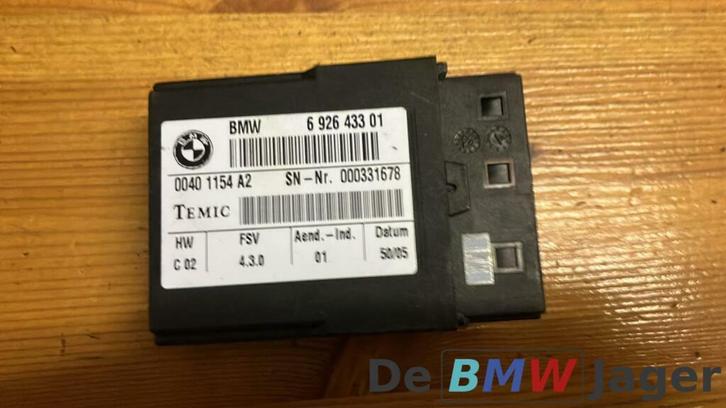 BMW 6 926 433 01
0040 1154 A2 SN-Nr. 000331678
TEMIC
HW FSV Aend.-Ind. Datum
C 02 4.3.0 01 50/05
De BMW Jager